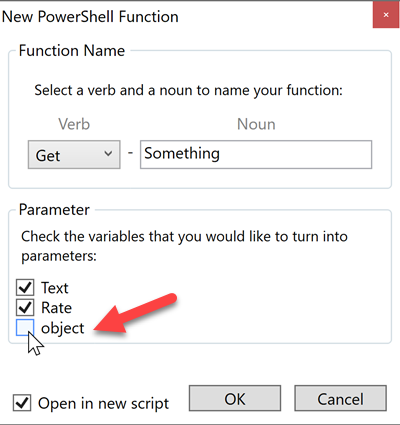 New PowerShell Function
Function Name
Select a verb and a noun to name your function:
Verb Noun
Get - Something
Parameter
Check the variables that you would like to turn into
parameters:
Text
Rate
object
Open in new script OK Cancel